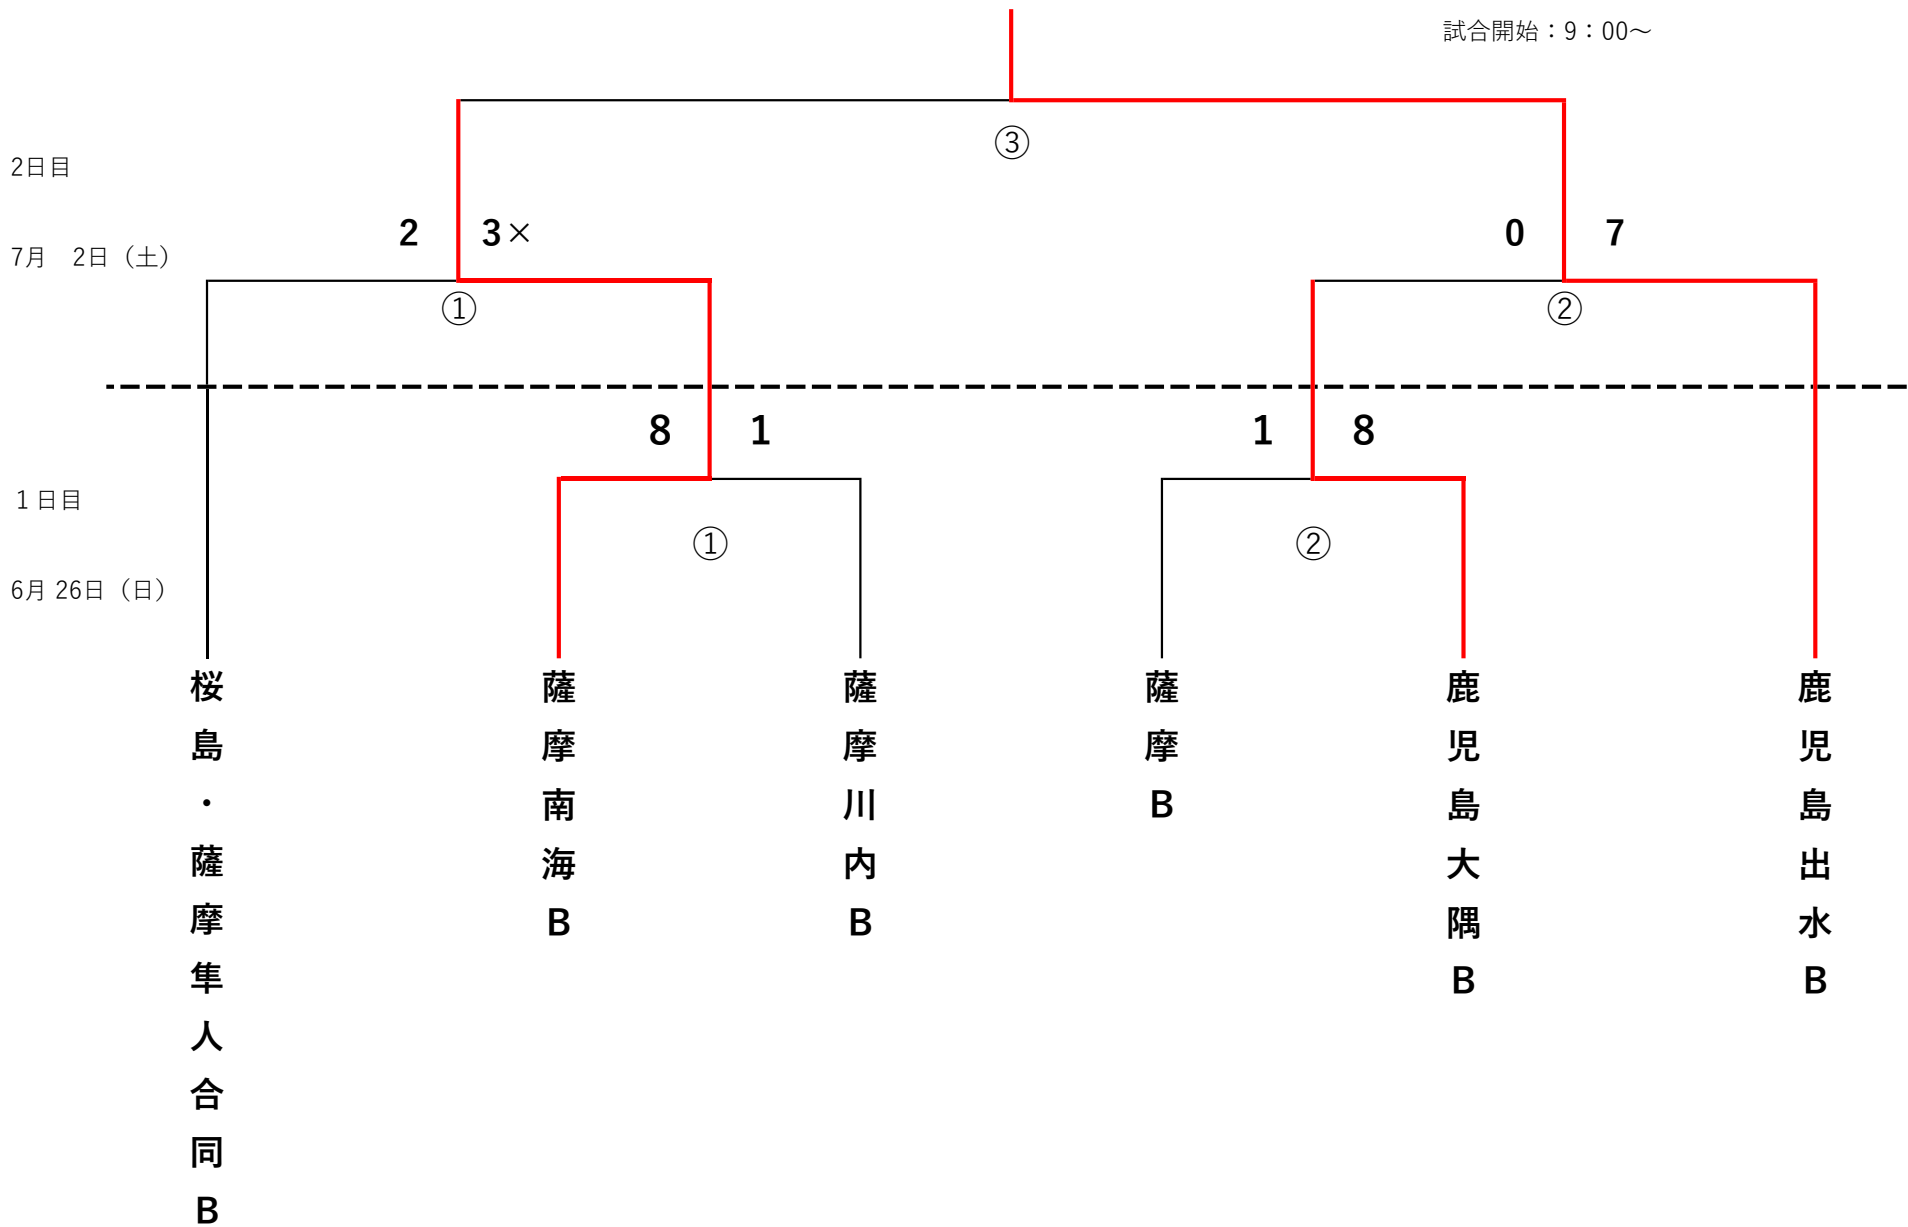 試合開始：9：00～
③
2日目
2 3× 0 7
7月　2日（土）
① ②
8 1 1 8
１日目
① ②
6月 26日（日）
桜島・薩摩隼人合同B
薩摩南海B
薩摩川内B
薩摩B
鹿児島大隅B
鹿児島出水B